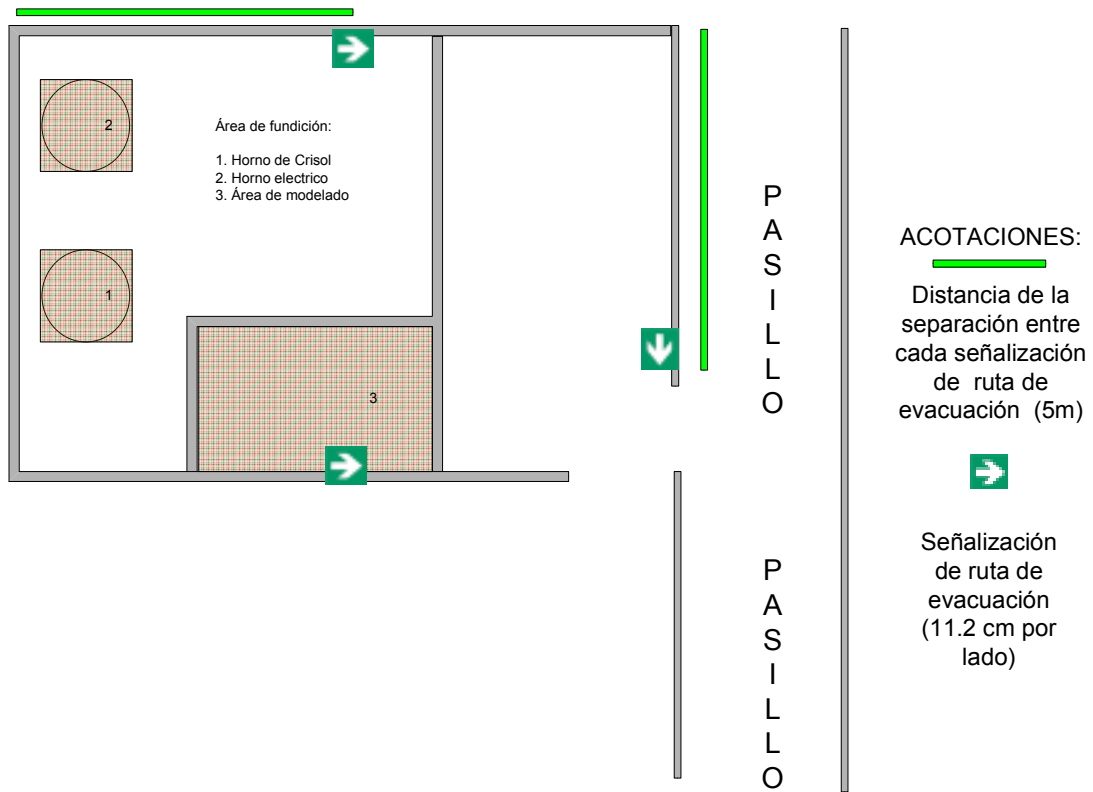 2
Área de fundición:
1. Horno de Crisol
2. Horno electrico
3. Área de modelado
1
3
P
A
S
I
L
L
O
P
A
S
I
L
L
O
ACOTACIONES:
Distancia de la
separación entre
cada señalización
de ruta de
evacuación (5m)
Señalización
de ruta de
evacuación
(11.2 cm por
lado)